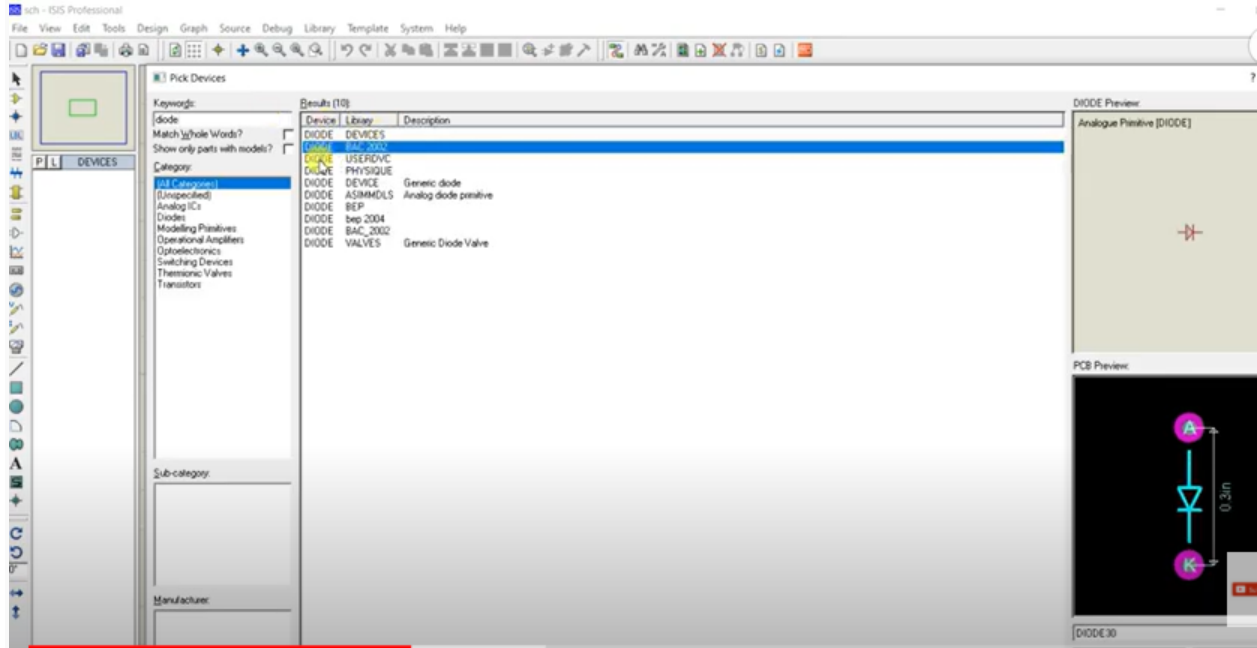 sch - ISIS Professional
File View Edit Tools Design Graph Source Debug Library Template System Help
Pick Devices
?
Keywords:
diode
Match Whole Words?
Show only parts with models?
Category:
(All Categories)
(Unspecified)
Analog ICs
Diodes
Modelling Primitives
Operational Amplifiers
Optoelectronics
Switching Devices
Thermionic Valves
Transistors
Sub-category:
Manufacturer:
P L DEVICES
Results (10):
Device Library Description
DIODE DEVICES
DIODE BAC 2002
DIODE USERDVC
DIODE PHYSIQUE
DIODE DEVICE Generic diode
DIODE ASIMMDLS Analog diode primitive
DIODE BEP
DIODE bep 2004
DIODE BAC_2002
DIODE VALVES Generic Diode Valve
DIODE Preview:
Analogue Primitive [DIODE]
PCB Preview:
A
0.3in
K
DIODE30